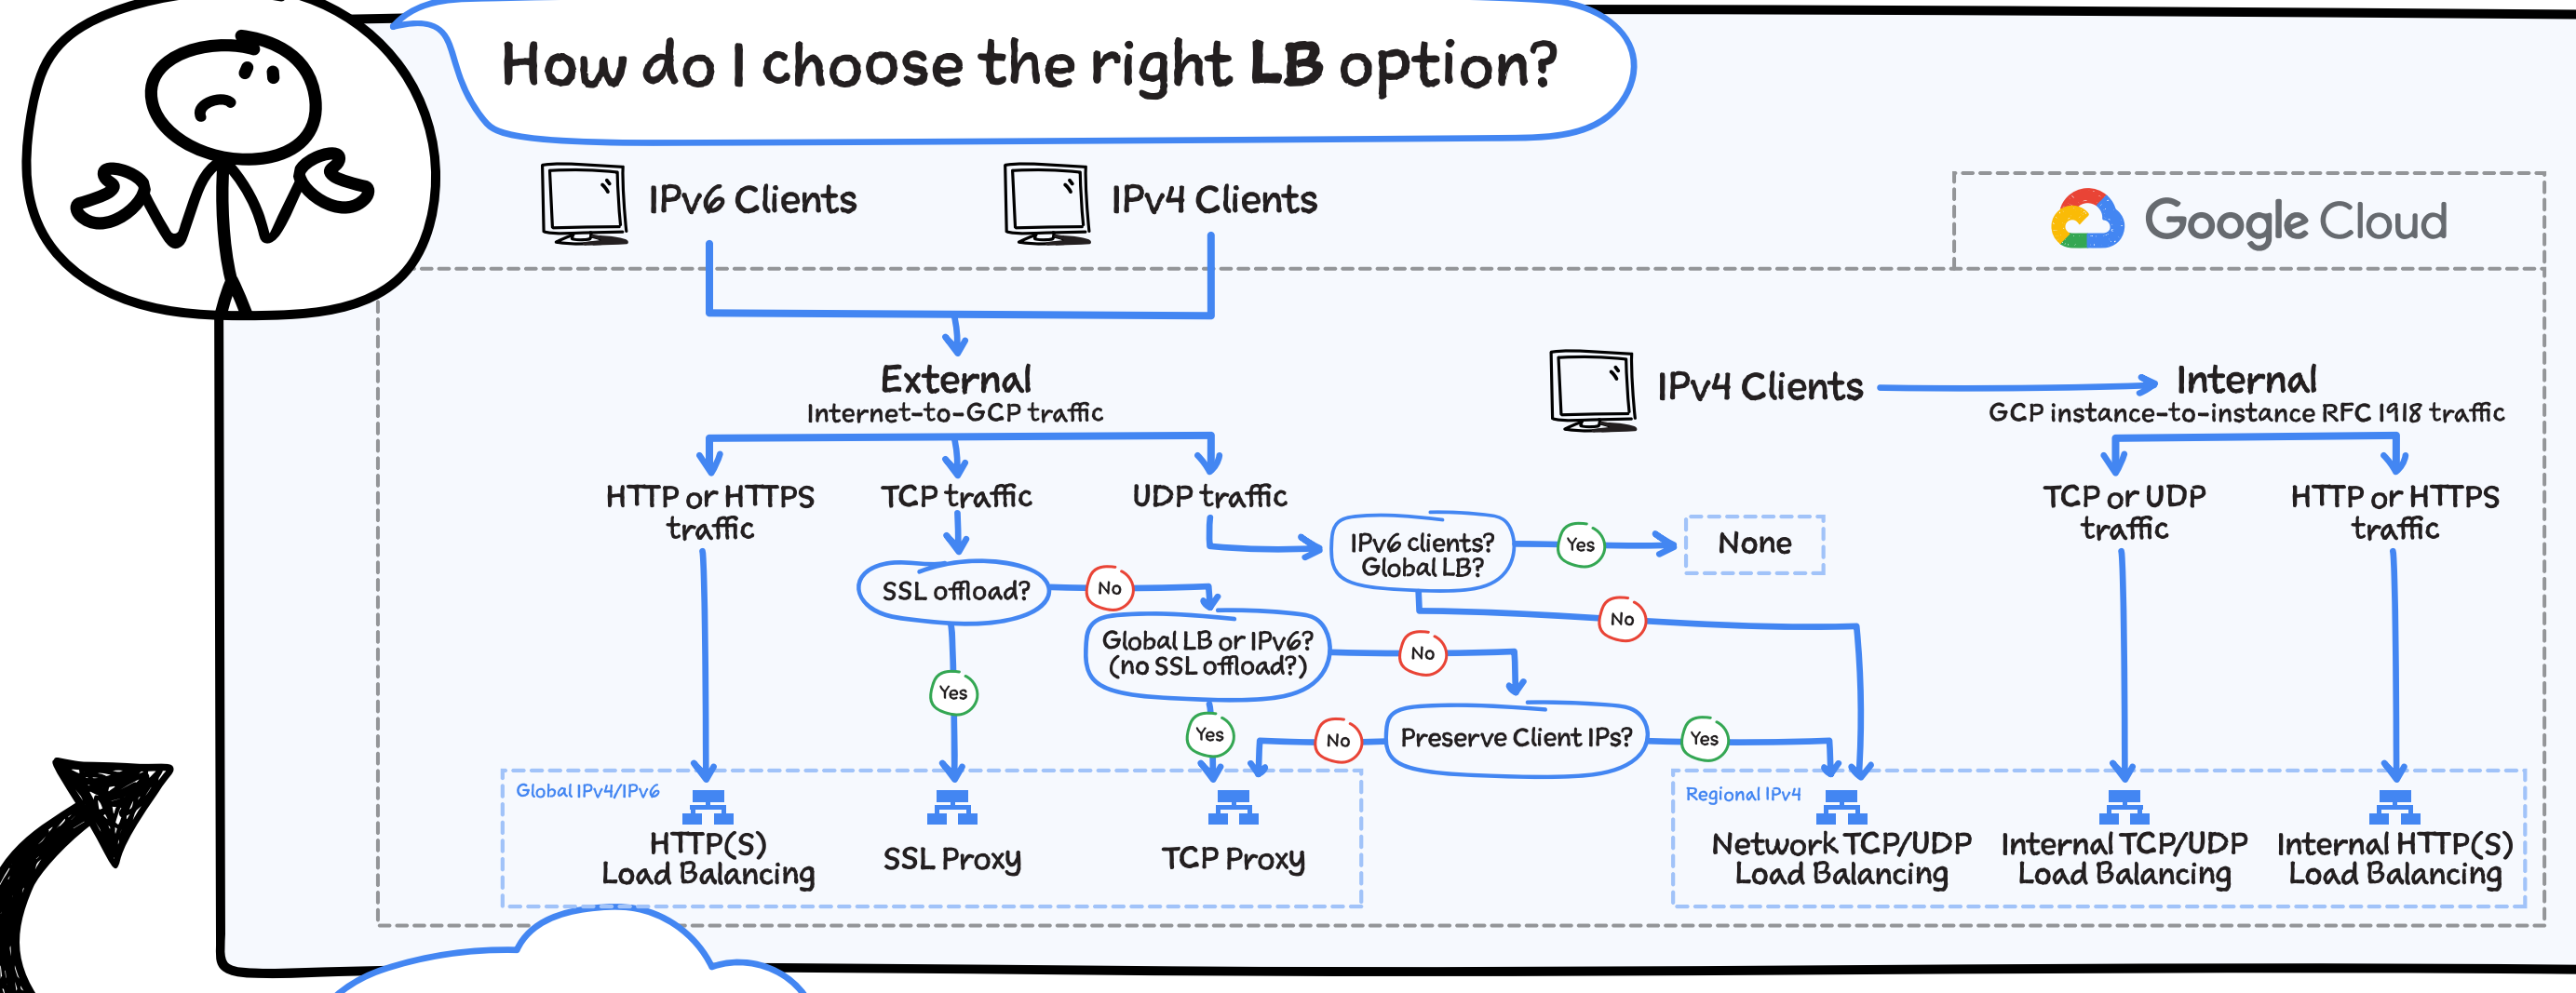 How do I choose the right LB option?
IPv6 Clients
IPv4 Clients
Google Cloud
External
Internet-to-GCP traffic
IPv4 Clients
Internal
GCP instance-to-instance RFC 1918 traffic
HTTP or HTTPS
traffic
TCP traffic
UDP traffic
TCP or UDP
traffic
HTTP or HTTPS
traffic
IPv6 clients?
Global LB?
Yes
None
SSL offload?
No
No
Global LB or IPv6?
(no SSL offload?)
No
Yes
Yes
No
Preserve Client IPs?
Yes
Global IPv4/IPv6
Regional IPv4
HTTP(S)
Load Balancing
SSL Proxy
TCP Proxy
Network TCP/UDP
Load Balancing
Internal TCP/UDP
Load Balancing
Internal HTTP(S)
Load Balancing